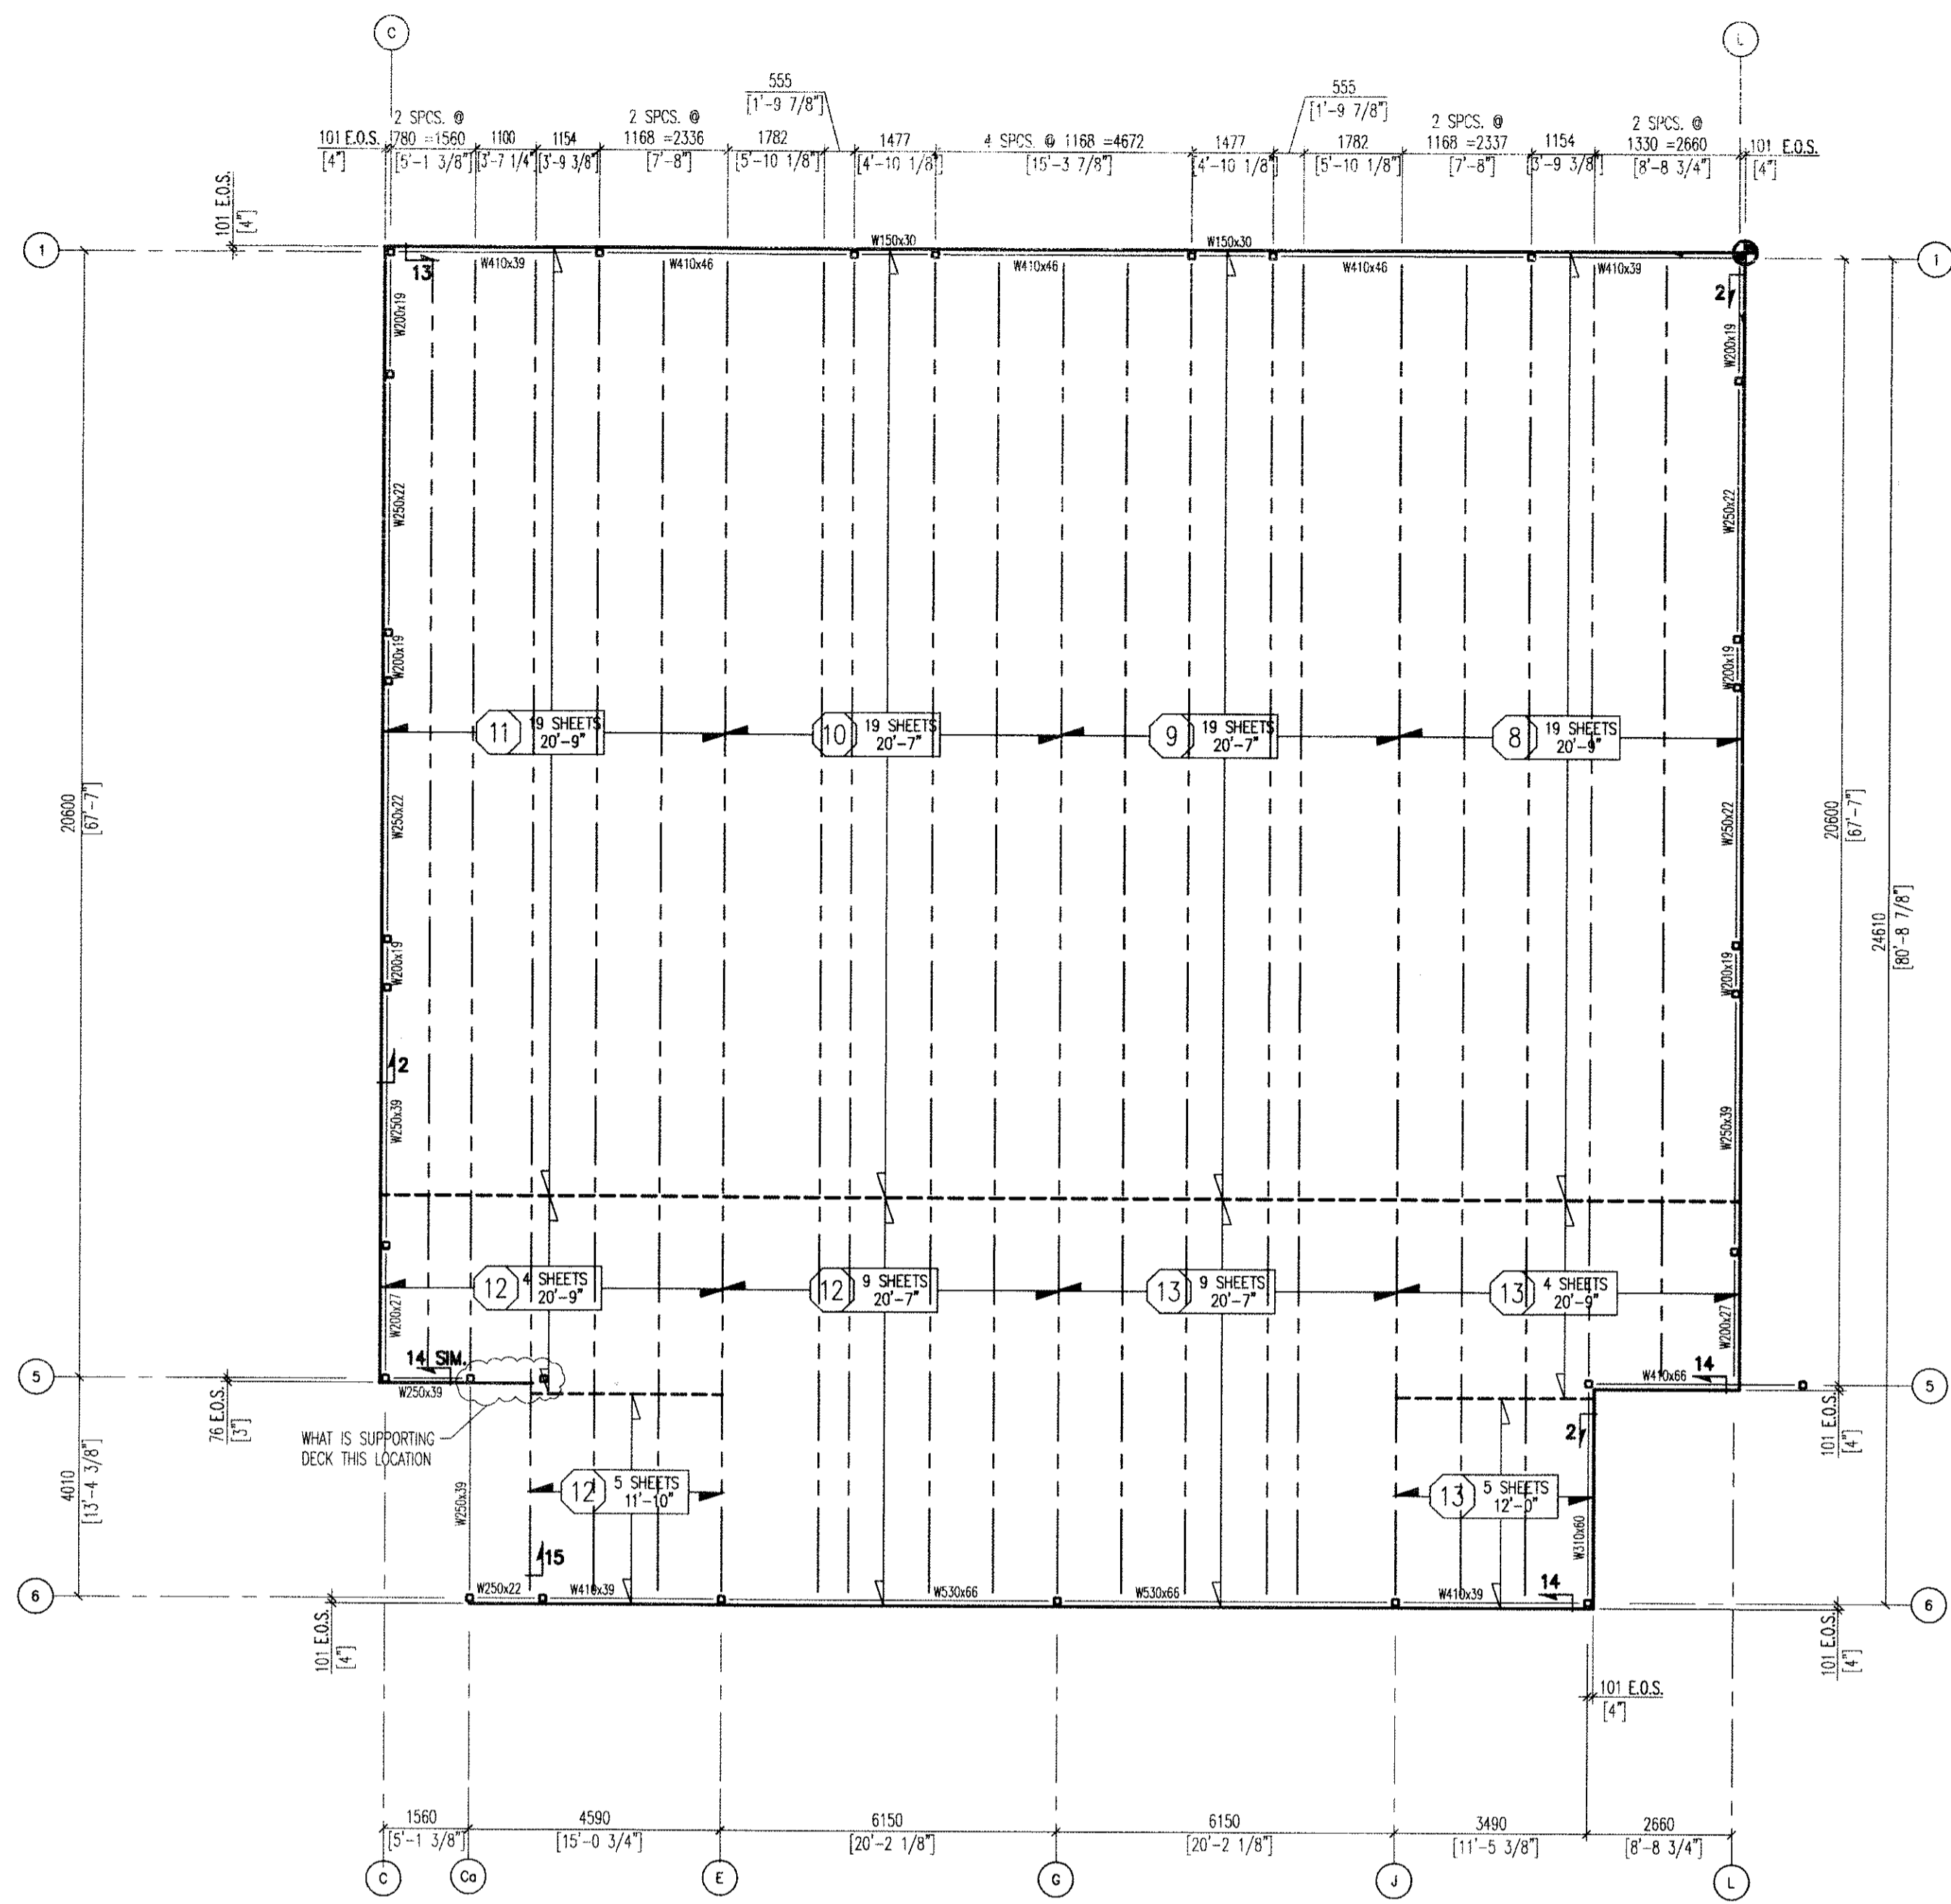 C
L
555
[1'-9 7/8"]
555
[1'-9 7/8"]
2 SPCS. @
2 SPCS. @
2 SPCS. @
2 SPCS. @
101 E.O.S.
780 =1560
1100
1154
1168 =2336
1782
1477
4 SPCS. @ 1168 =4672
1477
1782
1168 =2337
1154
1330 =2660
101 E.O.S.
[4"]
[5'-1 3/8"]
[3'-7 1/4"]
[3'-9 3/8"]
[7'-8"]
[5'-10 1/8"]
[4'-10 1/8"]
[15'-3 7/8"]
[4'-10 1/8"]
[5'-10 1/8"]
[7'-8"]
[3'-9 3/8"]
[8'-8 3/4"]
[4"]
101 E.O.S.
[4"]
1
W150x30
W150x30
1
13
W410x39
W410x46
W410x46
W410x46
W410x39
2
W200x19
W200x19
W250x22
W250x22
W200x19
W200x19
11
19 SHEETS
20'-9"
10
19 SHEETS
20'-7"
9
19 SHEETS
20'-7"
8
19 SHEETS
20'-9"
20600
[67'-7"]
W250x22
W250x22
20600
[67'-7"]
24610
[80'-8 7/8"]
W200x19
W200x19
2
W250x39
W250x39
12
4 SHEETS
20'-9"
12
9 SHEETS
20'-7"
13
9 SHEETS
20'-7"
13
4 SHEETS
20'-9"
W200x27
W200x27
14 SIM.
14
5
W250x39
W410x66
5
76 E.O.S.
[3"]
WHAT IS SUPPORTING
DECK THIS LOCATION
2
101 E.O.S.
[4"]
4010
[13'-4 3/8"]
W250x39
12
5 SHEETS
11'-10"
13
5 SHEETS
12'-0"
W310x60
15
14
6
W250x22
W410x39
W530x66
W530x66
W410x39
6
101 E.O.S.
[4"]
101 E.O.S.
[4"]
101 E.O.S.
[4"]
1560
[5'-1 3/8"]
4590
[15'-0 3/4"]
6150
[20'-2 1/8"]
6150
[20'-2 1/8"]
3490
[11'-5 3/8"]
2660
[8'-8 3/4"]
C
Ca
E
G
J
L